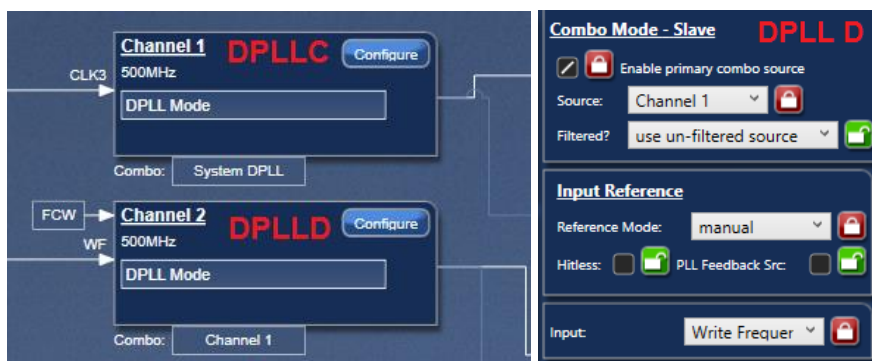 Channel 1 DPLLC Configure
CLK3 500MHz
DPLL Mode
Combo: System DPLL
FCW Channel 2 DPLLD Configure
WF 500MHz
DPLL Mode
Combo: Channel 1
Combo Mode - Slave DPLL D
Enable primary combo source
Source: Channel 1
Filtered? use un-filtered source
Input Reference
Reference Mode: manual
Hitless: PLL Feedback Src:
Input: Write Frequer